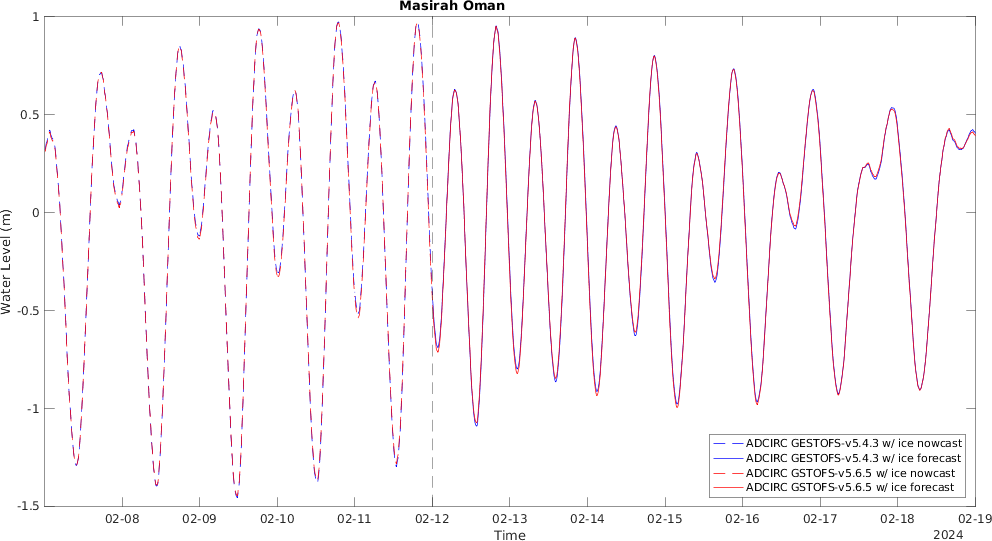 Masirah Oman
1
0.5
0
-0.5
-1
-1.5
Water Level (m)
ADCIRC GESTOFS-v5.4.3 w/ ice nowcast
ADCIRC GESTOFS-v5.4.3 w/ ice forecast
ADCIRC GSTOFS-v5.6.5 w/ ice nowcast
ADCIRC GSTOFS-v5.6.5 w/ ice forecast
02-08 02-09 02-10 02-11 02-12 02-13 02-14 02-15 02-16 02-17 02-18 02-19
Time
2024